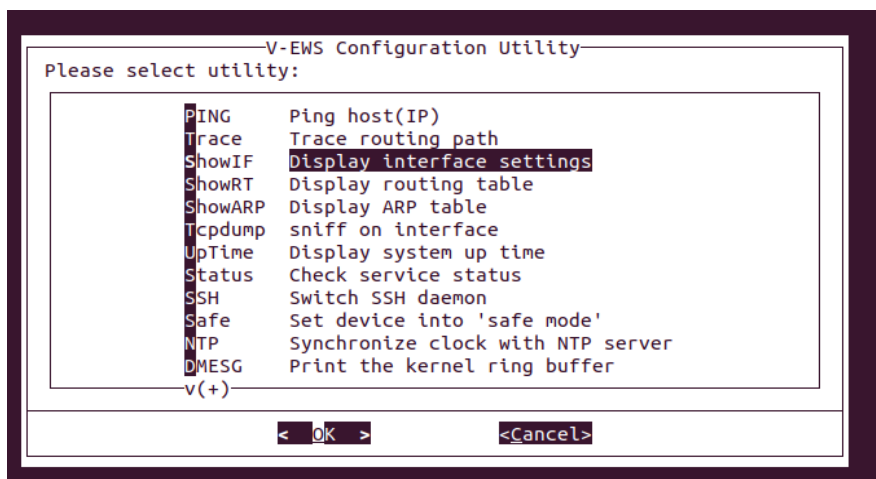 V-EWS Configuration Utility
Please select utility:
PING Ping host(IP)
Trace Trace routing path
ShowIF Display interface settings
ShowRT Display routing table
ShowARP Display ARP table
Tcpdump sniff on interface
UpTime Display system up time
Status Check service status
SSH Switch SSH daemon
Safe Set device into 'safe mode'
NTP Synchronize clock with NTP server
DMESG Print the kernel ring buffer
v(+)
< OK > <Cancel>